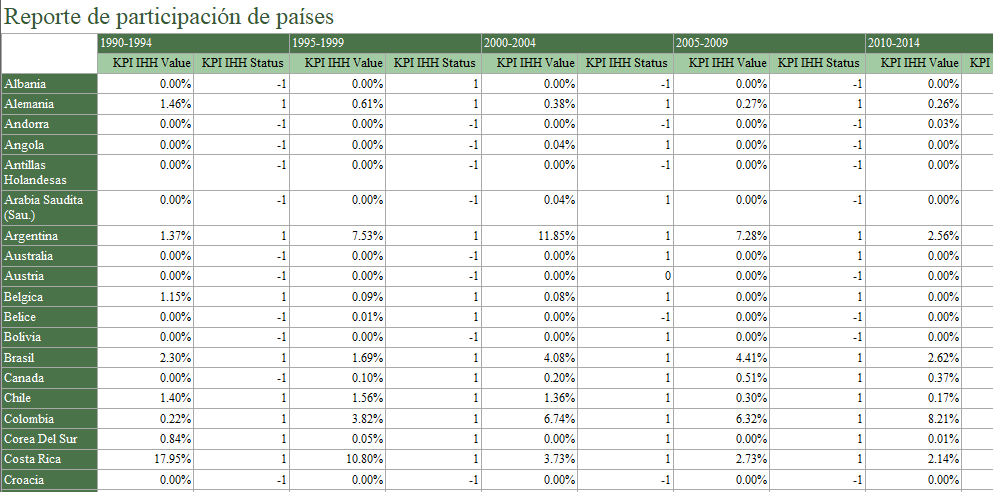 Reporte de participación de países
1990-1994 1995-1999 2000-2004 2005-2009 2010-2014
KPI IHH Value KPI IHH Status KPI IHH Value KPI IHH Status KPI IHH Value KPI IHH Status KPI IHH Value KPI IHH Status KPI IHH Value KPI
Albania 0.00% -1 0.00% 1 0.00% -1 0.00% -1 0.00%
Alemania 1.46% 1 0.61% 1 0.38% 1 0.27% 1 0.26%
Andorra 0.00% -1 0.00% -1 0.00% -1 0.00% -1 0.03%
Angola 0.00% -1 0.00% -1 0.04% 1 0.00% -1 0.00%
Antillas 0.00% -1 0.00% -1 0.00% -1 0.00% -1 0.00%
Holandesas
Arabia Saudita 0.00% -1 0.00% -1 0.04% 1 0.00% -1 0.00%
(Sau.)
Argentina 1.37% 1 7.53% 1 11.85% 1 7.28% 1 2.56%
Australia 0.00% -1 0.00% -1 0.00% 1 0.00% 1 0.00%
Austria 0.00% -1 0.00% -1 0.00% 0 0.00% -1 0.00%
Belgica 1.15% 1 0.09% 1 0.08% 1 0.00% 1 0.00%
Belice 0.00% -1 0.01% 1 0.00% -1 0.00% -1 0.00%
Bolivia 0.00% -1 0.00% -1 0.00% 1 0.00% -1 0.00%
Brasil 2.30% 1 1.69% 1 4.08% 1 4.41% 1 2.62%
Canada 0.00% -1 0.10% 1 0.20% 1 0.51% 1 0.37%
Chile 1.40% 1 1.56% 1 1.36% 1 0.30% 1 0.17%
Colombia 0.22% 1 3.82% 1 6.74% 1 6.32% 1 8.21%
Corea Del Sur 0.84% 1 0.05% 1 0.00% 1 0.00% 1 0.01%
Costa Rica 17.95% 1 10.80% 1 3.73% 1 2.73% 1 2.14%
Croacia 0.00% -1 0.00% -1 0.00% -1 0.00% -1 0.00%